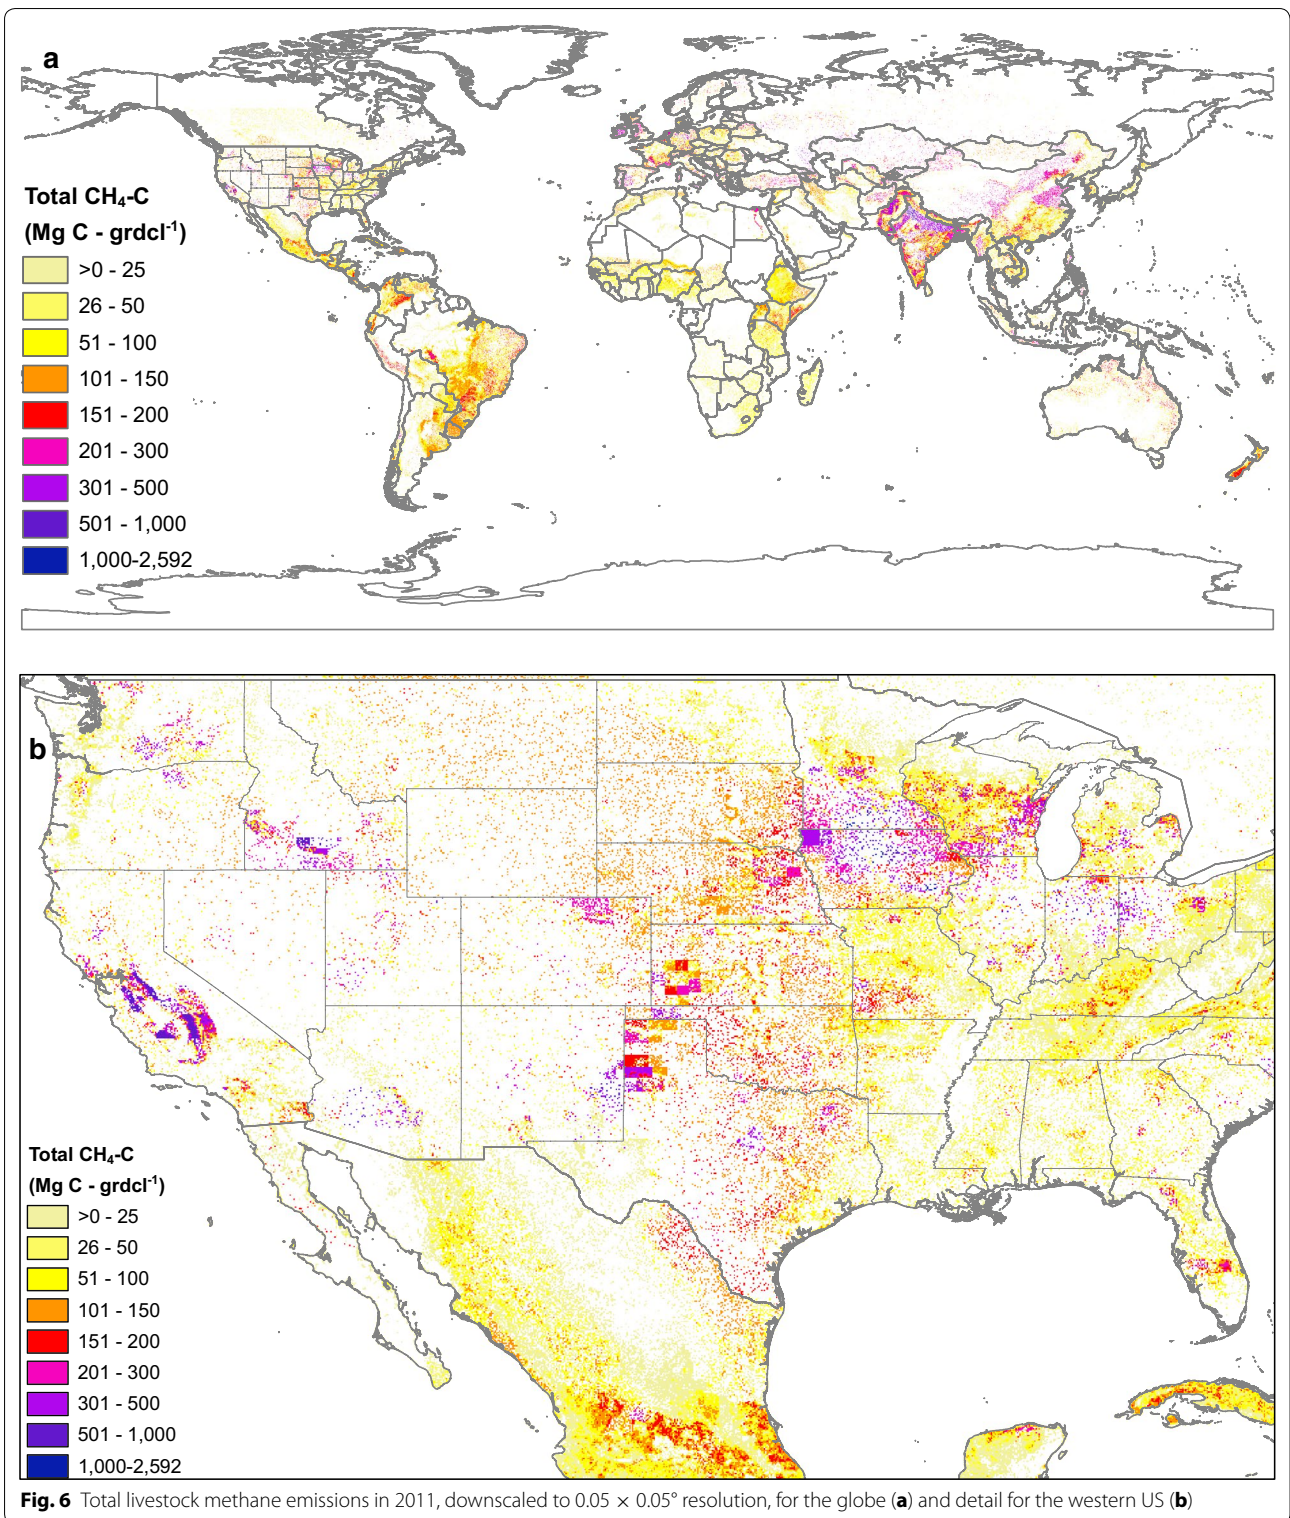 a
Total CH₄-C
(Mg C - grdcl⁻¹)
>0 - 25
26 - 50
51 - 100
101 - 150
151 - 200
201 - 300
301 - 500
501 - 1,000
1,000-2,592
b
Total CH₄-C
(Mg C - grdcl⁻¹)
>0 - 25
26 - 50
51 - 100
101 - 150
151 - 200
201 - 300
301 - 500
501 - 1,000
1,000-2,592
Fig. 6 Total livestock methane emissions in 2011, downscaled to 0.05 × 0.05° resolution, for the globe (a) and detail for the western US (b)